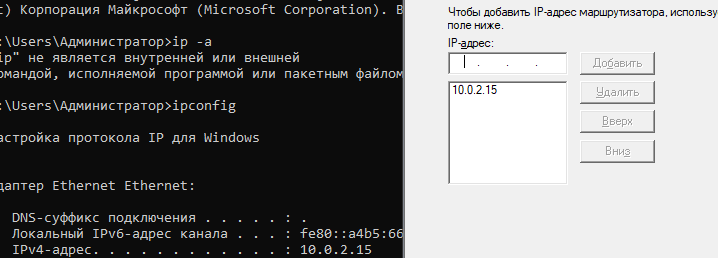 t) Корпорация Майкрософт (Microsoft Corporation). В
:\Users\Администратор>ip -a
ip" не является внутренней или внешней
омандой, исполняемой программой или пакетным файлом
:\Users\Администратор>ipconfig
астройка протокола IP для Windows
даптер Ethernet Ethernet:
DNS-суффикс подключения . . . . . : .
Локальный IPv6-адрес канала . . . : fe80::a4b5:66
IPv4-адрес. . . . . . . . . . . . : 10.0.2.15
Чтобы добавить IP-адрес маршрутизатора, использу
поле ниже.
IP-адрес:
. . .
Добавить
10.0.2.15
Удалить
Вверх
Вниз